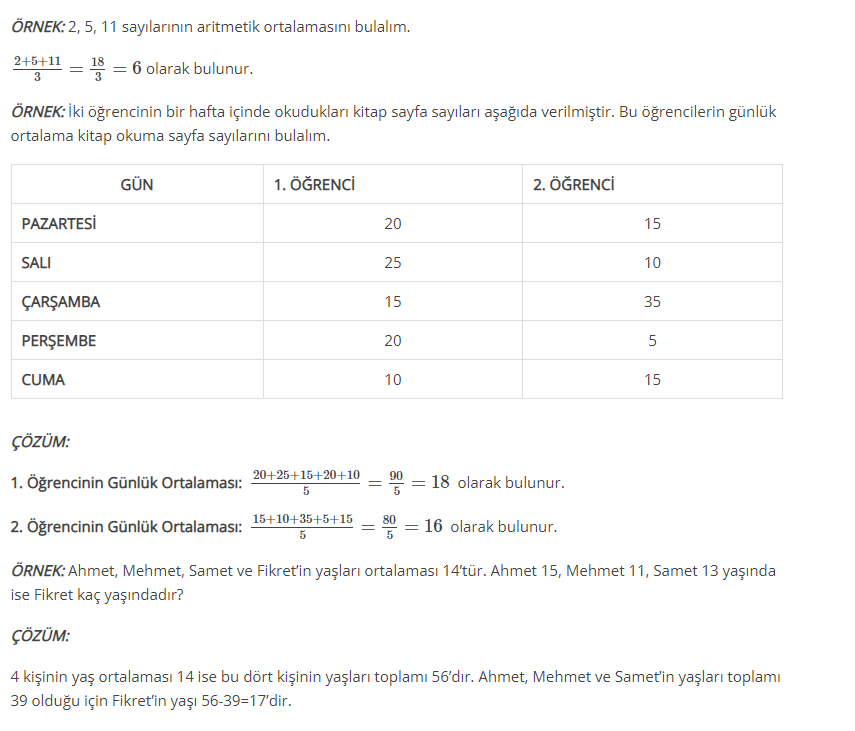 ÖRNEK: 2, 5, 11 sayılarının aritmetik ortalamasını bulalım.
2+5+11/3 = 18/3 = 6 olarak bulunur.
ÖRNEK: İki öğrencinin bir hafta içinde okudukları kitap sayfa sayıları aşağıda verilmiştir. Bu öğrencilerin günlük
ortalama kitap okuma sayfa sayılarını bulalım.
GÜN 1. ÖĞRENCİ 2. ÖĞRENCİ
PAZARTESİ 20 15
SALI 25 10
ÇARŞAMBA 15 35
PERŞEMBE 20 5
CUMA 10 15
ÇÖZÜM:
1. Öğrencinin Günlük Ortalaması: 20+25+15+20+10/5 = 90/5 = 18 olarak bulunur.
2. Öğrencinin Günlük Ortalaması: 15+10+35+5+15/5 = 80/5 = 16 olarak bulunur.
ÖRNEK: Ahmet, Mehmet, Samet ve Fikret’in yaşları ortalaması 14’tür. Ahmet 15, Mehmet 11, Samet 13 yaşında
ise Fikret kaç yaşındadır?
ÇÖZÜM:
4 kişinin yaş ortalaması 14 ise bu dört kişinin yaşları toplamı 56’dır. Ahmet, Mehmet ve Samet’in yaşları toplamı
39 olduğu için Fikret’in yaşı 56-39=17’dir.